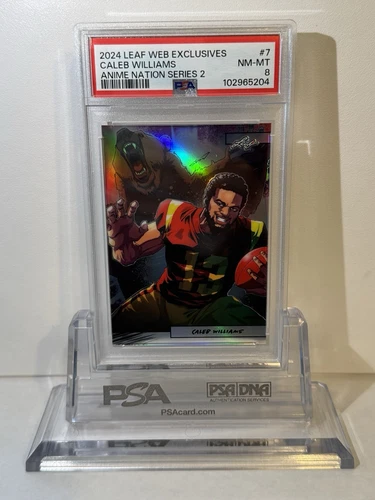 2024 LEAF WEB EXCLUSIVES #7
CALEB WILLIAMS NM-MT
ANIME NATION SERIES 2 8
PSA 102965204
13
CALEB WILLIAMS
PSA PSA/DNA
AUTHENTICATION SERVICES
PSAcard.com